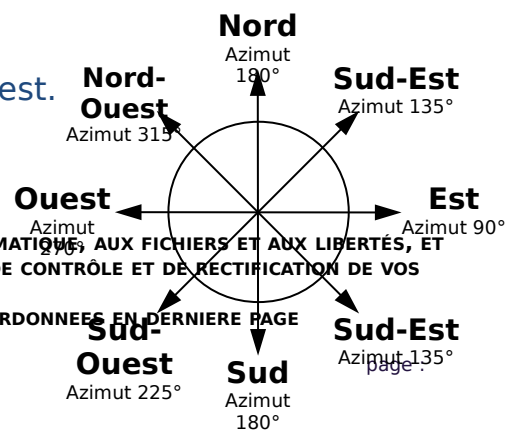 Nord
Azimut
180°
est.
Nord-
Ouest
Azimut 315°
Sud-Est
Azimut 135°
Ouest
Azimut
270°
Est
Azimut 90°
MATIQUE, AUX FICHIERS ET AUX LIBERTÉS, ET
E CONTRÔLE ET DE RECTIFICATION DE VOS
RDONNEES EN DERNIERE PAGE
Sud-
Ouest
Azimut 225°
Sud
Azimut
180°
Sud-Est
Azimut 135°
page :